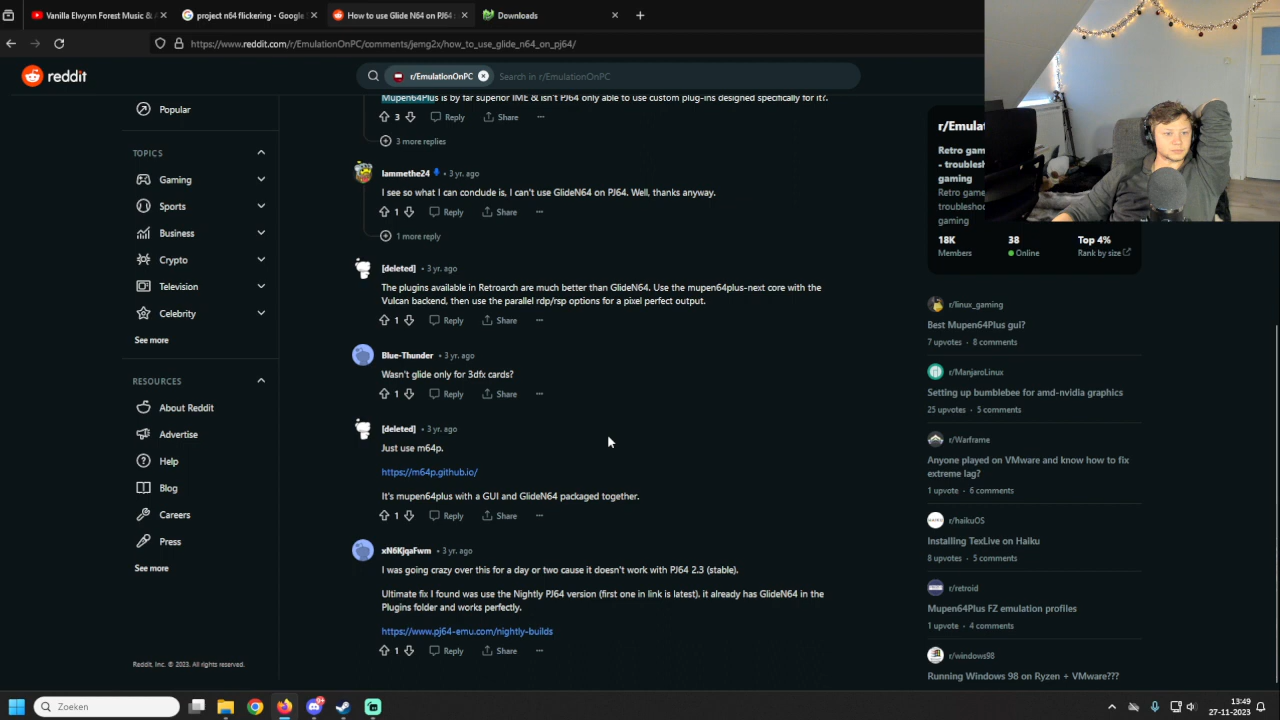 Vanilla Elwynn Forest Music & A
project n64 flickering - Google
How to use Glide N64 on PJ64 :
Downloads
https://www.reddit.com/r/EmulationOnPC/comments/jemg2x/how_to_use_glide_n64_on_pj64/
reddit
r/EmulationOnPC
Search in r/EmulationOnPC
Popular
TOPICS
Gaming
Sports
Business
Crypto
Television
Celebrity
See more
RESOURCES
About Reddit
Advertise
Help
Blog
Careers
Press
See more
Reddit, Inc. © 2023. All rights reserved.
Mupen64Plus is by far superior IME & isn't PJ64 only able to use custom plug-ins designed specifically for it?.
3 Reply Share
3 more replies
Iammethe24 • 3 yr. ago
I see so what I can conclude is, I can't use GlideN64 on PJ64. Well, thanks anyway.
1 Reply Share
1 more reply
[deleted] • 3 yr. ago
The plugins available in Retroarch are much better than GlideN64. Use the mupen64plus-next core with the
Vulcan backend, then use the parallel rdp/rsp options for a pixel perfect output.
1 Reply Share
Blue-Thunder • 3 yr. ago
Wasn't glide only for 3dfx cards?
1 Reply Share
[deleted] • 3 yr. ago
Just use m64p.
https://m64p.github.io/
It's mupen64plus with a GUI and GlideN64 packaged together.
1 Reply Share
xN6KjqaFwm • 3 yr. ago
I was going crazy over this for a day or two cause it doesn't work with PJ64 2.3 (stable).
Ultimate fix I found was use the Nightly PJ64 version (first one in link is latest). it already has GlideN64 in the
Plugins folder and works perfectly.
https://www.pj64-emu.com/nightly-builds
1 Reply Share
r/Emulat
Retro gam
- troublesh
gaming
Retro game
troublesho
gaming
18K 38 Top 4%
Members Online Rank by size
r/linux_gaming
Best Mupen64Plus gui?
7 upvotes · 8 comments
r/ManjaroLinux
Setting up bumblebee for amd-nvidia graphics
25 upvotes · 5 comments
r/Warframe
Anyone played on VMware and know how to fix
extreme lag?
1 upvote · 6 comments
r/haikuOS
Installing TexLive on Haiku
8 upvotes · 5 comments
r/retroid
Mupen64Plus FZ emulation profiles
1 upvote · 4 comments
r/windows98
Running Windows 98 on Ryzen + VMware???
Zoeken
13:49
27-11-2023